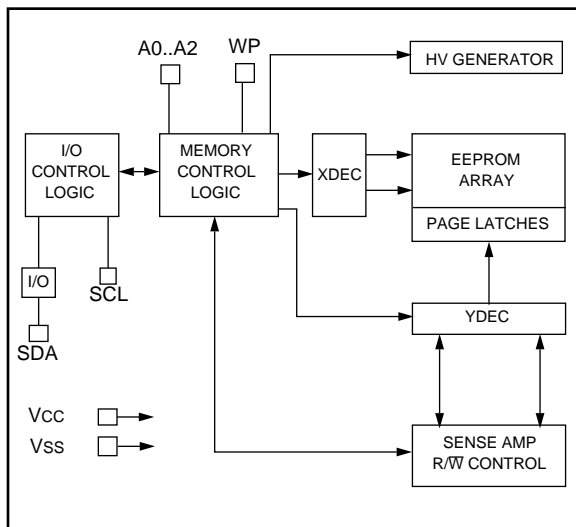 A0..A2
WP
HV GENERATOR
I/O
CONTROL
LOGIC
MEMORY
CONTROL
LOGIC
XDEC
EEPROM
ARRAY
PAGE LATCHES
I/O
SCL
SDA
YDEC
VCC
VSS
SENSE AMP
R/W̅ CONTROL